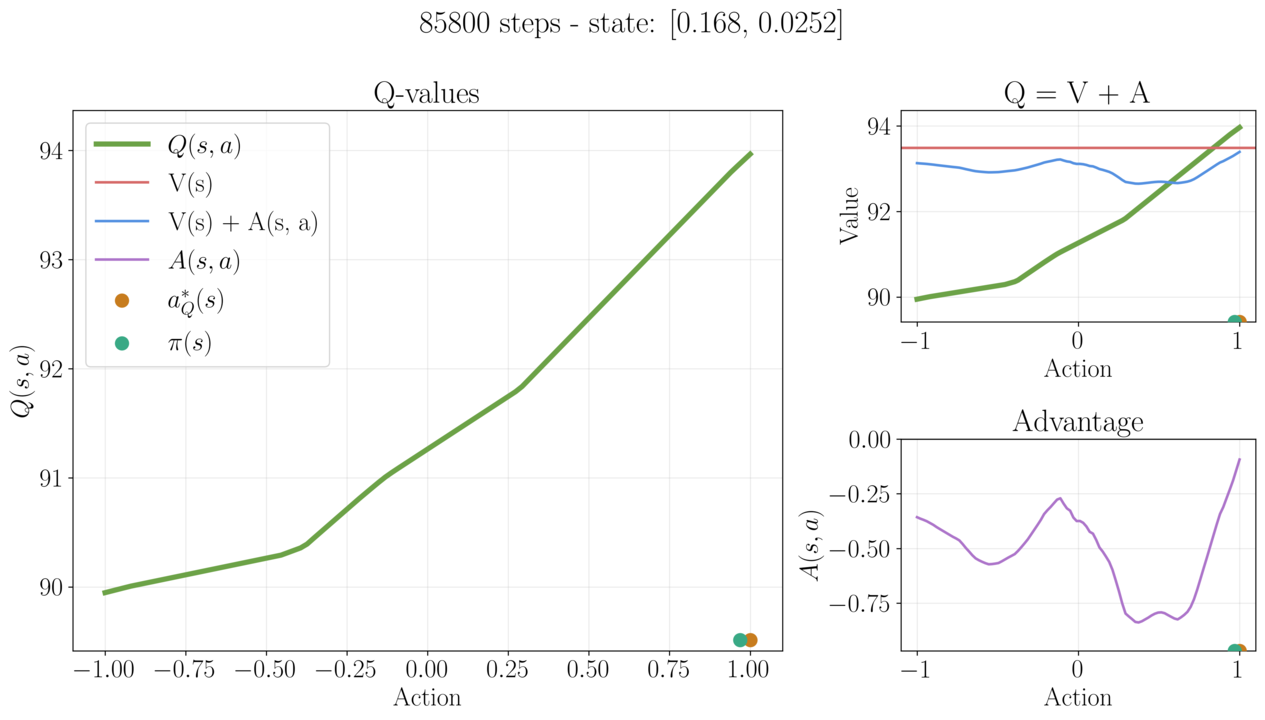 85800 steps - state: [0.168, 0.0252]
Q-values
Q(s, a)
V(s)
V(s) + A(s, a)
A(s, a)
a*Q(s)
π(s)
94
93
92
91
90
Q(s, a)
−1.00 −0.75 −0.50 −0.25 0.00 0.25 0.50 0.75 1.00
Action
Q = V + A
94
92
90
Value
−1 0 1
Action
Advantage
0.00
−0.25
−0.50
−0.75
A(s, a)
−1 0 1
Action